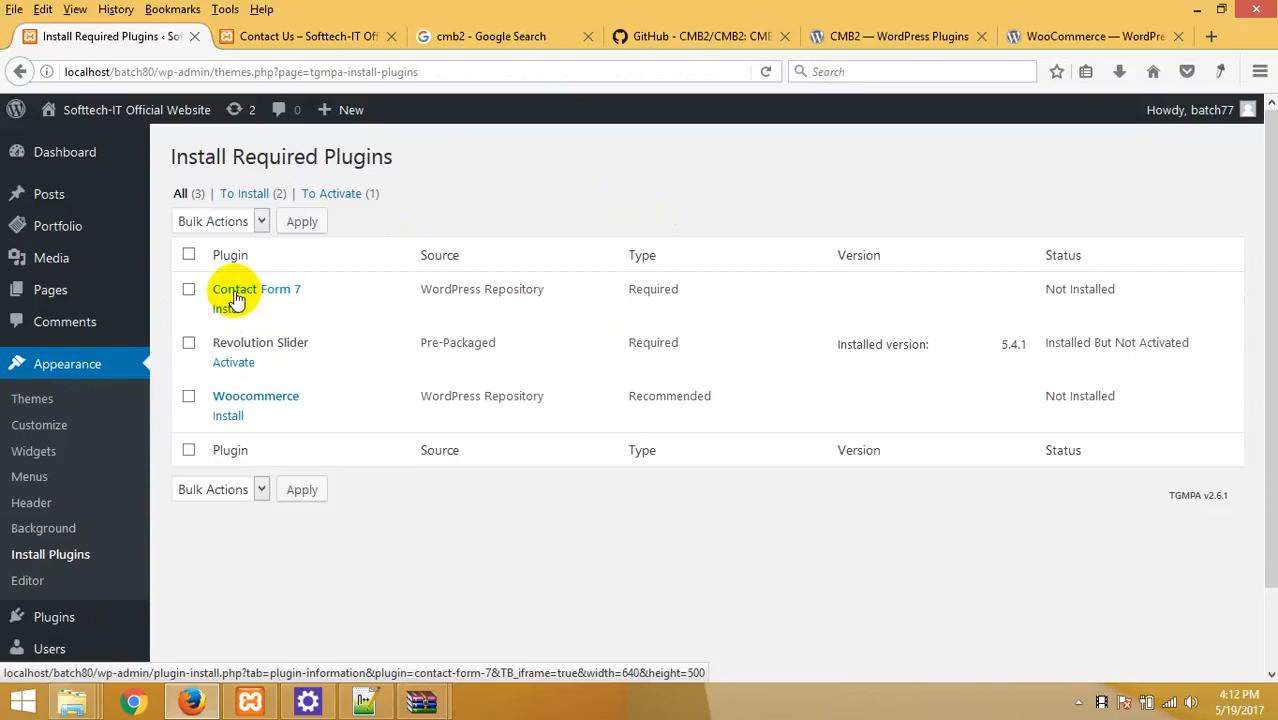 File Edit View History Bookmarks Tools Help
Install Required Plugins ‹ Sof
Contact Us – Softtech-IT Off
cmb2 - Google Search
GitHub - CMB2/CMB2: CMB
CMB2 — WordPress Plugins
WooCommerce — WordPre
localhost/batch80/wp-admin/themes.php?page=tgmpa-install-plugins
Search
Softtech-IT Official Website 2 0 New Howdy, batch77
Dashboard
Posts
Portfolio
Media
Pages
Comments
Appearance
Themes
Customize
Widgets
Menus
Header
Background
Install Plugins
Editor
Plugins
Users
Install Required Plugins
All (3) | To Install (2) | To Activate (1)
Bulk Actions Apply
Plugin Source Type Version Status
Contact Form 7 WordPress Repository Required Not Installed
Install
Revolution Slider Pre-Packaged Required Installed version: 5.4.1 Installed But Not Activated
Activate
Woocommerce WordPress Repository Recommended Not Installed
Install
Plugin Source Type Version Status
Bulk Actions Apply
TGMPA v2.6.1
localhost/batch80/wp-admin/plugin-install.php?tab=plugin-information&plugin=contact-form-7&TB_iframe=true&width=640&height=500
4:12 PM
5/19/2017